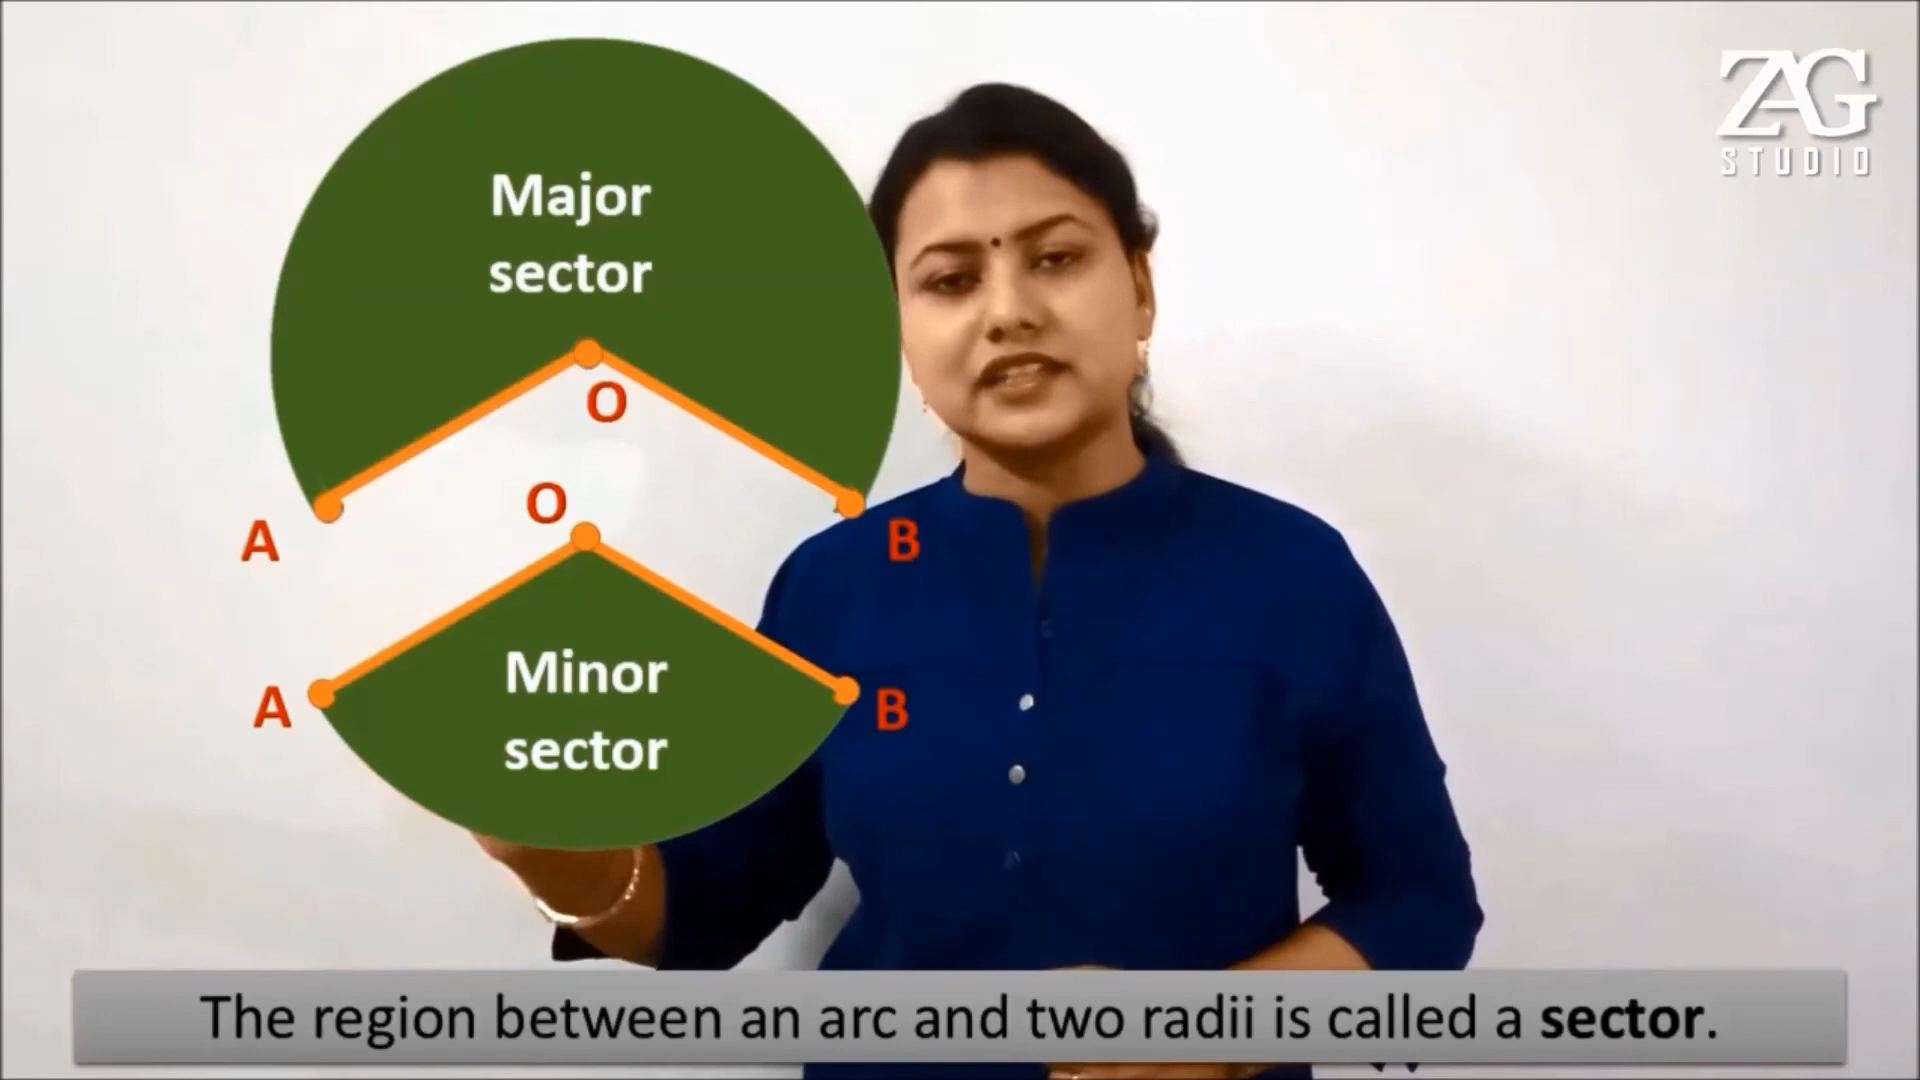 ZAG
STUDIO
Major
sector
O
A
B
O
A
B
Minor
sector
The region between an arc and two radii is called a sector.